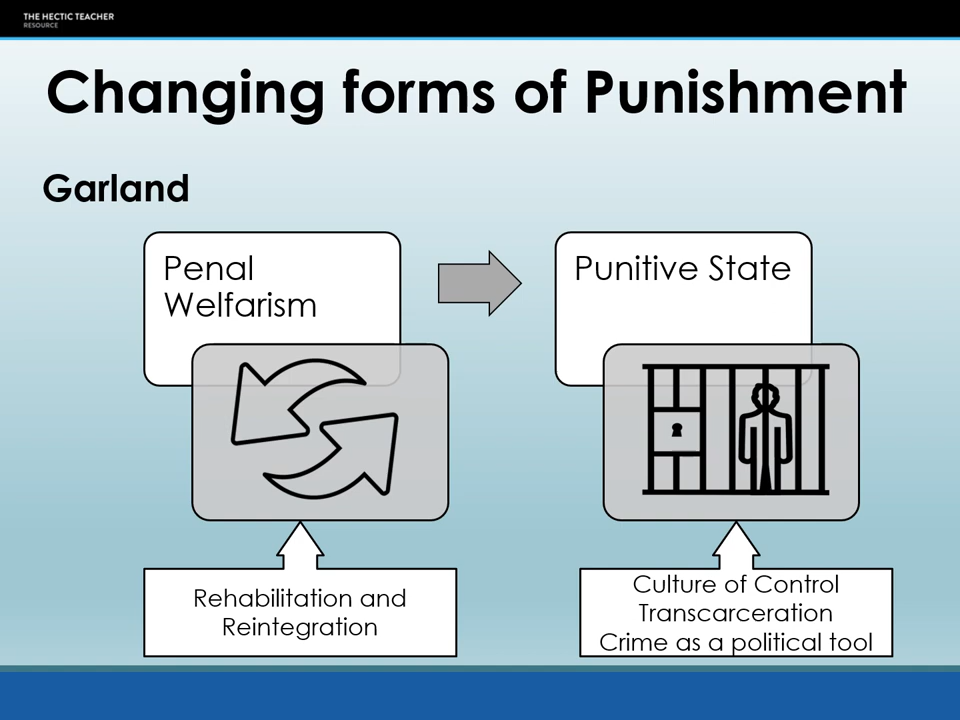 THE HECTIC TEACHER
RESOURCE
Changing forms of Punishment
Garland
Penal
Welfarism
Punitive State
Rehabilitation and
Reintegration
Culture of Control
Transcarceration
Crime as a political tool